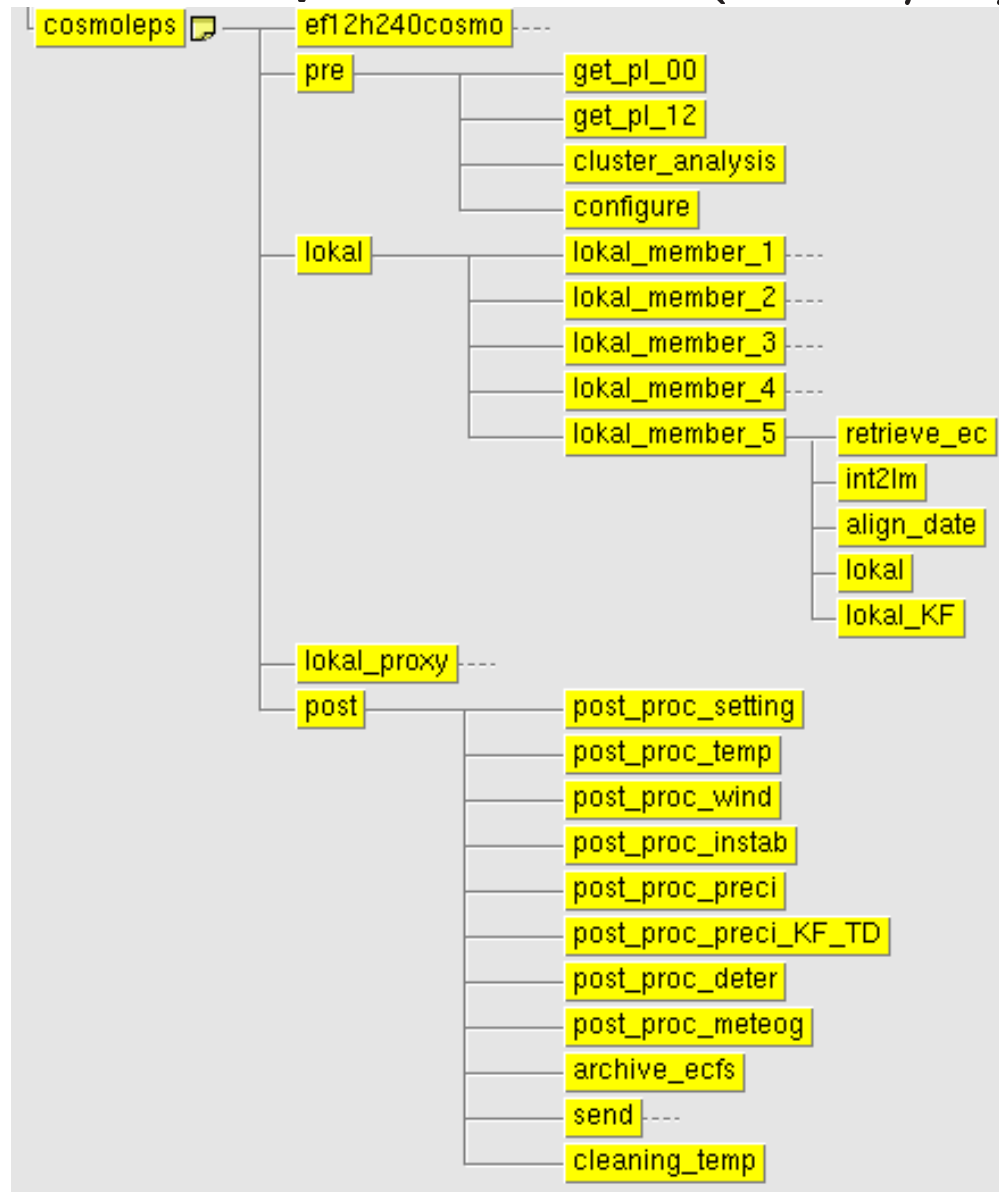 cosmoleps ef12h240cosmo
pre get_pl_00
get_pl_12
cluster_analysis
configure
lokal lokal_member_1
lokal_member_2
lokal_member_3
lokal_member_4
lokal_member_5 retrieve_ec
int2lm
align_date
lokal
lokal_KF
lokal_proxy
post post_proc_setting
post_proc_temp
post_proc_wind
post_proc_instab
post_proc_preci
post_proc_preci_KF_TD
post_proc_deter
post_proc_meteog
archive_ecfs
send
cleaning_temp